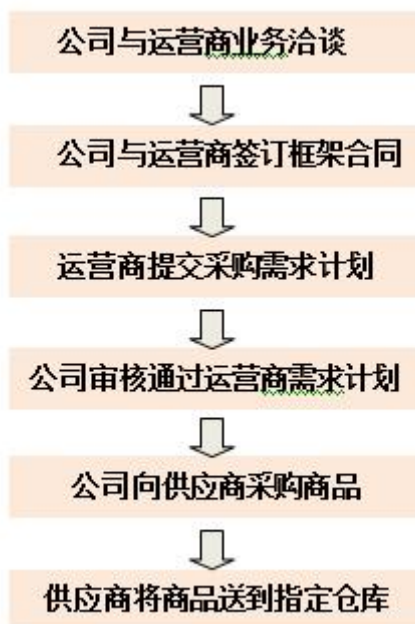 公司与运营商业务洽谈
公司与运营商签订框架合同
运营商提交采购需求计划
公司审核通过运营商需求计划
公司向供应商采购商品
供应商将商品送到指定仓库